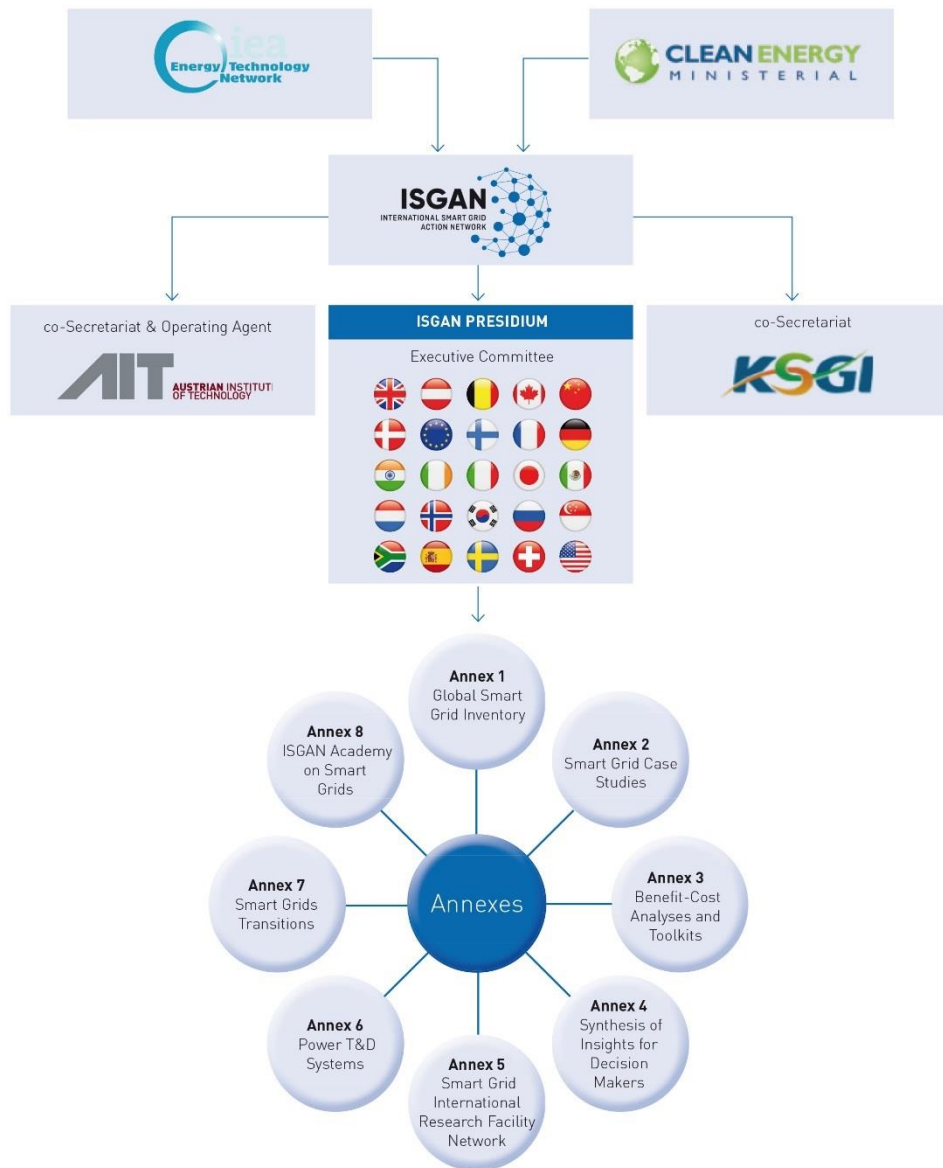 iea
Energy Technology
Network
CLEAN ENERGY
MINISTERIAL
ISGAN
INTERNATIONAL SMART GRID
ACTION NETWORK
co-Secretariat & Operating Agent
AIT
AUSTRIAN INSTITUT
OF TECHNOLOGY
ISGAN PRESIDIUM
Executive Committee
co-Secretariat
KSGI
Annex 1
Global Smart
Grid Inventory
Annex 2
Smart Grid Case
Studies
Annex 3
Benefit-Cost
Analyses and
Toolkits
Annex 4
Synthesis of
Insights for
Decision
Makers
Annex 5
Smart Grid
International
Research Facility
Network
Annex 6
Power T&D
Systems
Annex 7
Smart Grids
Transitions
Annex 8
ISGAN Academy
on Smart
Grids
Annexes